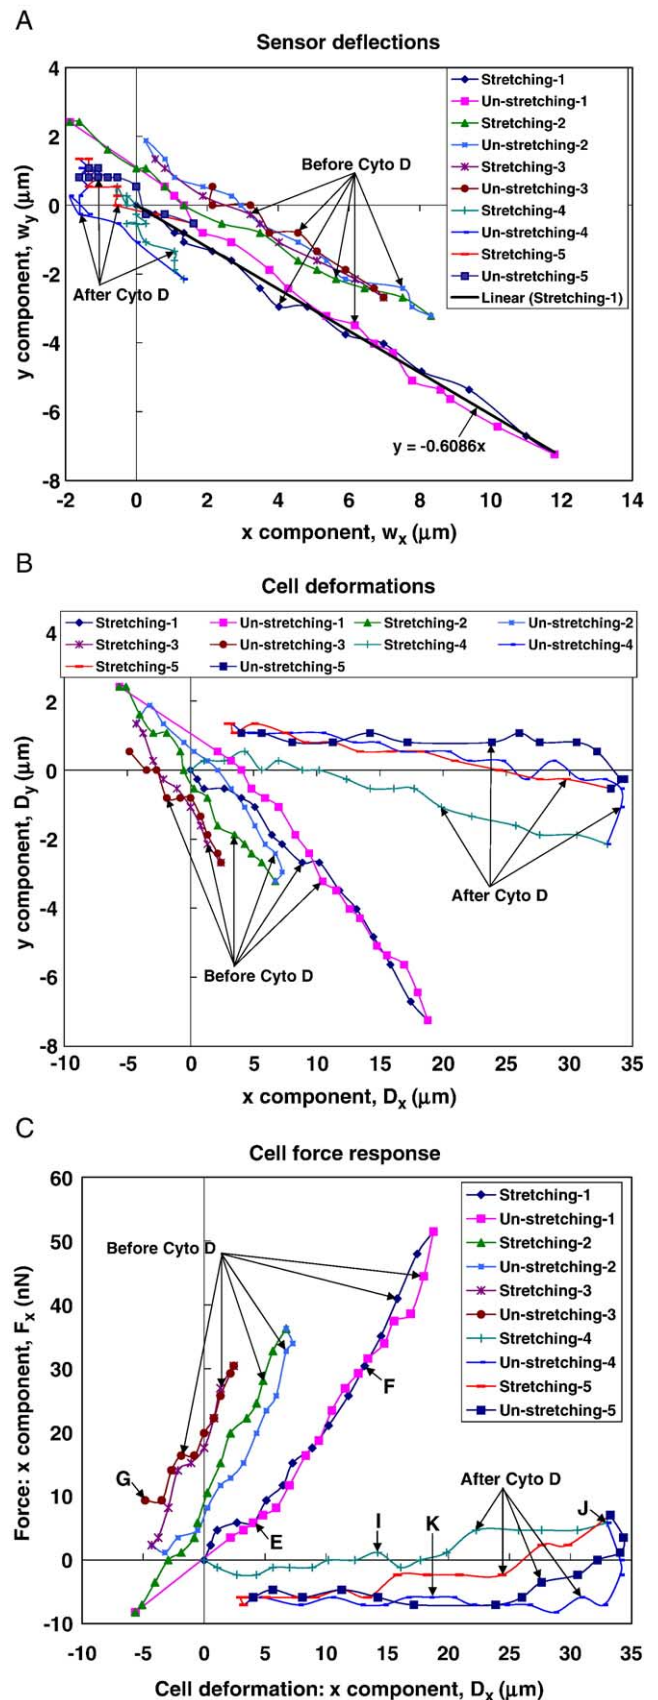 A
Sensor deflections
4
2
0
-2
-4
-6
-8
-2
0
2
4
6
8
10
12
14
y component, wy (μm)
x component, wx (μm)
Before Cyto D
After Cyto D
y = -0.6086x
Stretching-1
Un-stretching-1
Stretching-2
Un-stretching-2
Stretching-3
Un-stretching-3
Stretching-4
Un-stretching-4
Stretching-5
Un-stretching-5
Linear (Stretching-1)
B
Cell deformations
Stretching-1 Un-stretching-1 Stretching-2 Un-stretching-2
Stretching-3 Un-stretching-3 Stretching-4 Un-stretching-4
Stretching-5 Un-stretching-5
4
2
0
-2
-4
-6
-8
-10
-5
0
5
10
15
20
25
30
35
y component, Dy (μm)
x component, Dx (μm)
After Cyto D
Before Cyto D
C
Cell force response
60
50
40
30
20
10
0
-10
-10
-5
0
5
10
15
20
25
30
35
Force: x component, Fx (nN)
Cell deformation: x component, Dx (μm)
Before Cyto D
After Cyto D
E
F
G
I
K
J
Stretching-1
Un-stretching-1
Stretching-2
Un-stretching-2
Stretching-3
Un-stretching-3
Stretching-4
Un-stretching-4
Stretching-5
Un-stretching-5